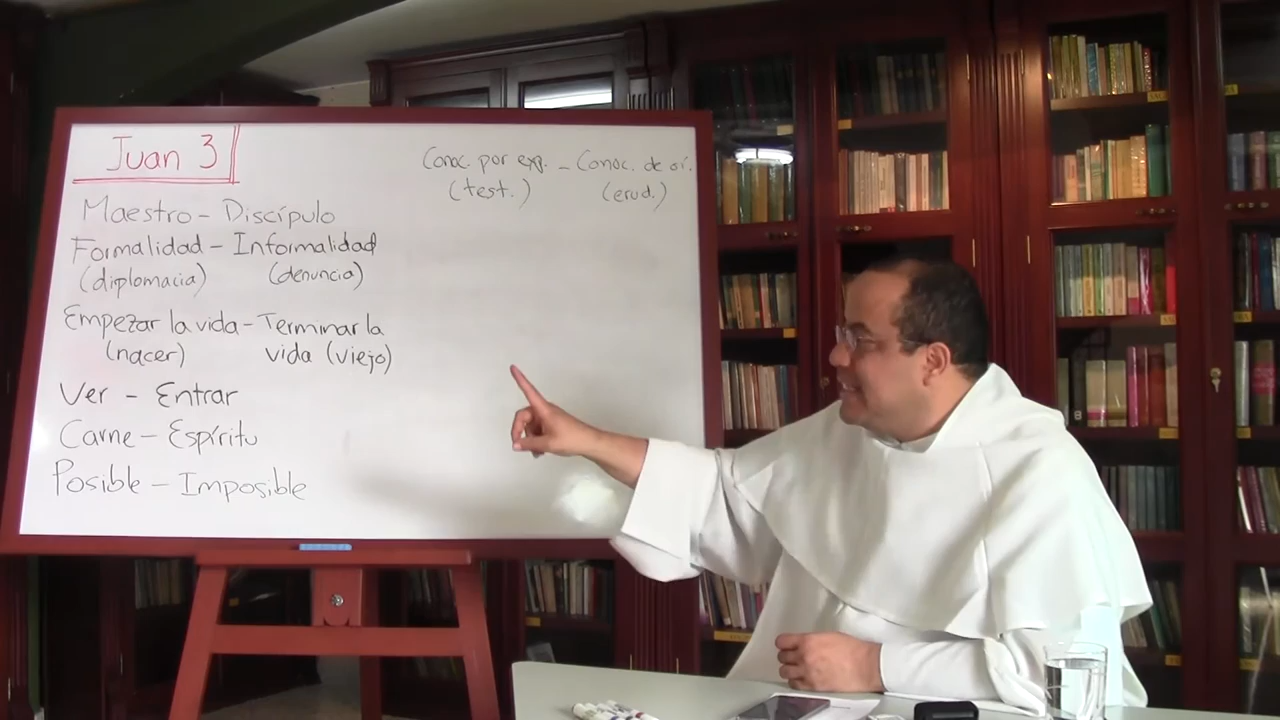 Juan 3
Maestro - Discípulo
Formalidad - Informalidad
(diplomacia) (denuncia)
Empezar la vida - Terminar la
(nacer) vida (viejo)
Ver - Entrar
Carne - Espíritu
Posible - Imposible
Conoc. por exp. - Conoc. de oí.
(test.) (erud.)